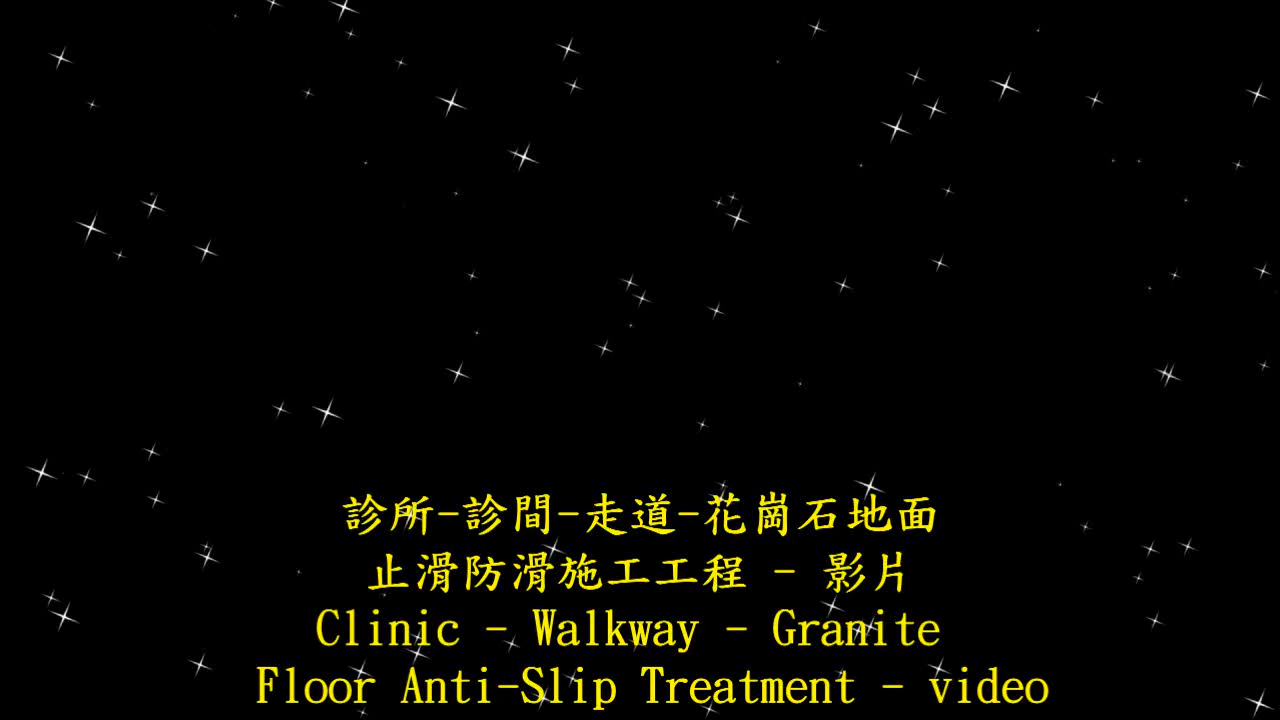 診所-診間-走道-花崗石地面
止滑防滑施工工程 - 影片
Clinic - Walkway - Granite
Floor Anti-Slip Treatment - video